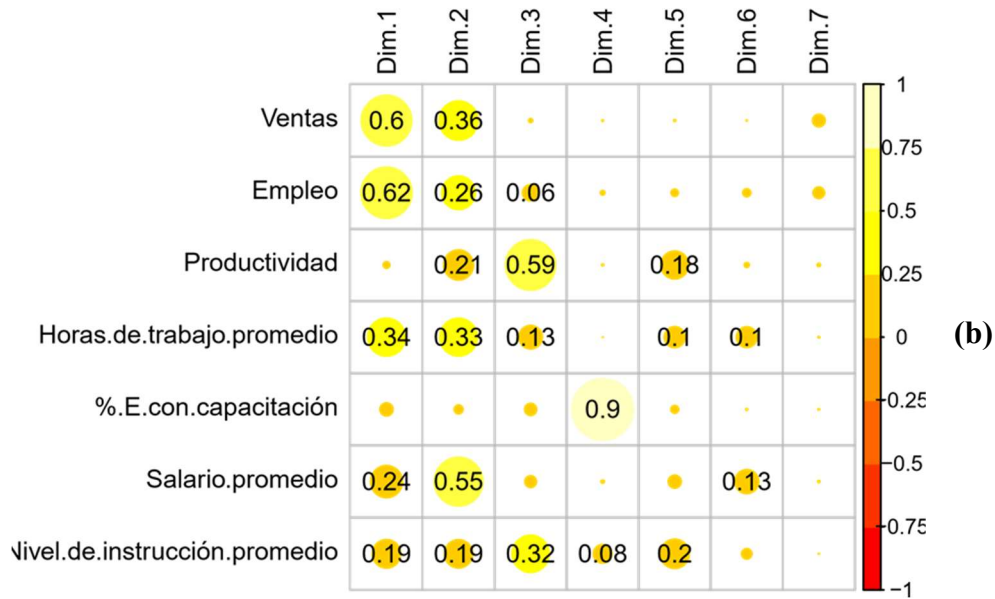 Dim.1 Dim.2 Dim.3 Dim.4 Dim.5 Dim.6 Dim.7
Ventas 0.6 0.36
Empleo 0.62 0.26 0.06
Productividad 0.21 0.59 0.18
Horas.de.trabajo.promedio 0.34 0.33 0.13 0.1 0.1
%.E.con.capacitación 0.9
Salario.promedio 0.24 0.55 0.13
Nivel.de.instrucción.promedio 0.19 0.19 0.32 0.08 0.2
1
0.75
0.5
0.25
0
−0.25
−0.5
−0.75
−1
(b)